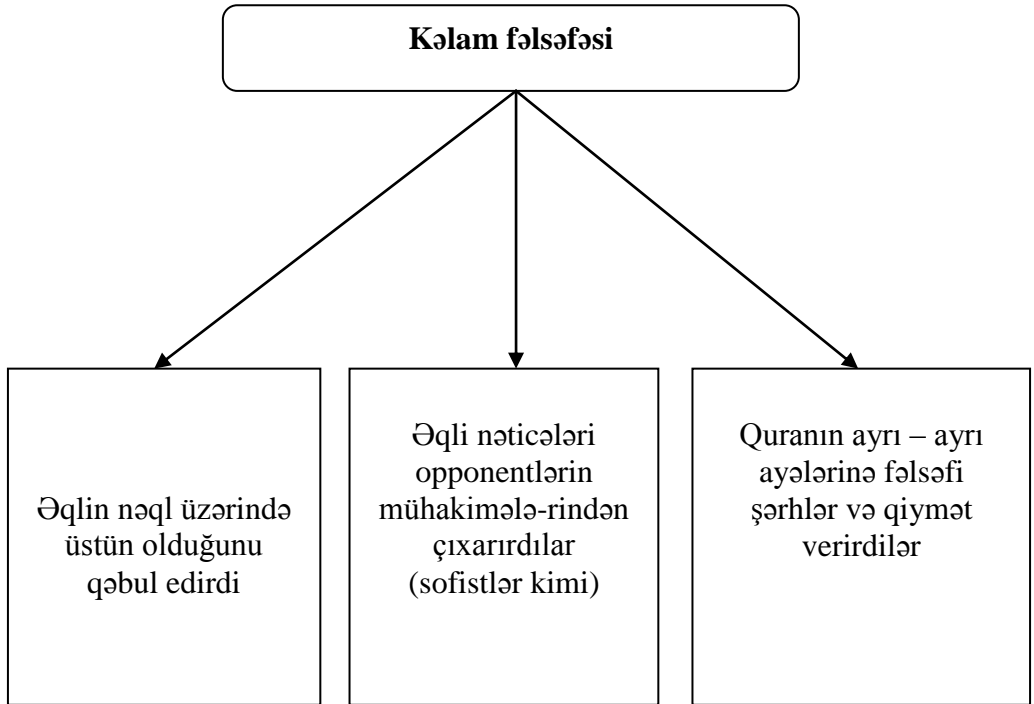 Kəlam fəlsəfəsi
Əqlin nəql üzərində
üstün olduğunu
qəbul edirdi
Əqli nəticələri
opponentlərin
mühakimələ-rindən
çıxarırdılar
(sofistlər kimi)
Quranın ayrı – ayrı
ayələrinə fəlsəfi
şərhlər və qiymət
verirdilər